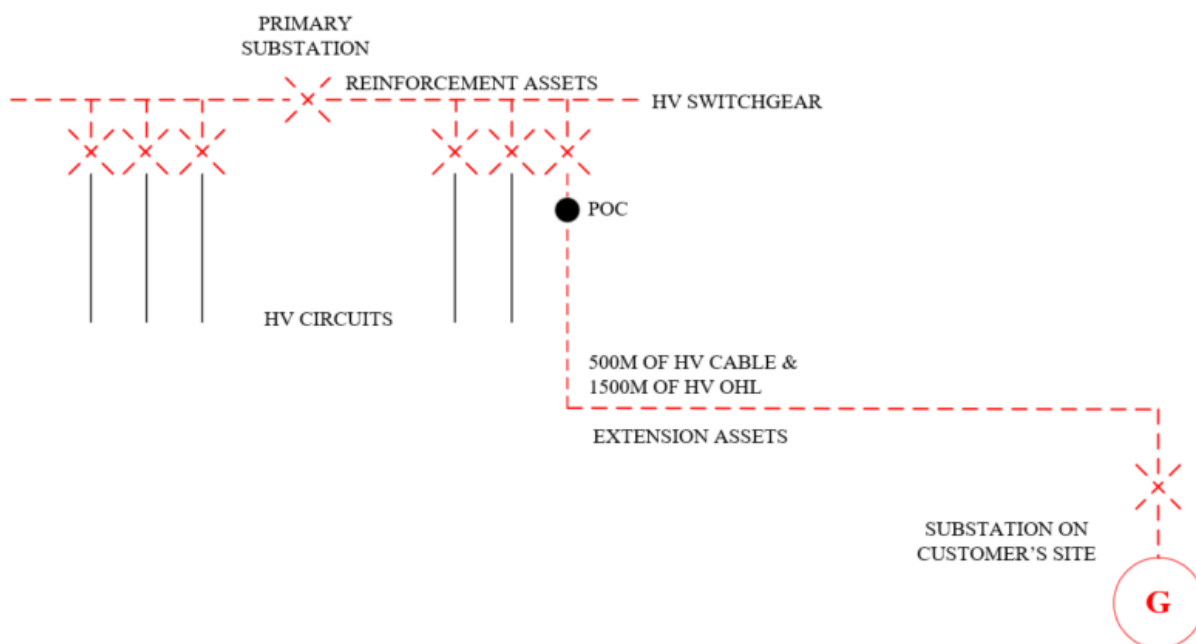 PRIMARY
SUBSTATION
REINFORCEMENT ASSETS
HV SWITCHGEAR
POC
HV CIRCUITS
500M OF HV CABLE &
1500M OF HV OHL
EXTENSION ASSETS
SUBSTATION ON
CUSTOMER'S SITE
G